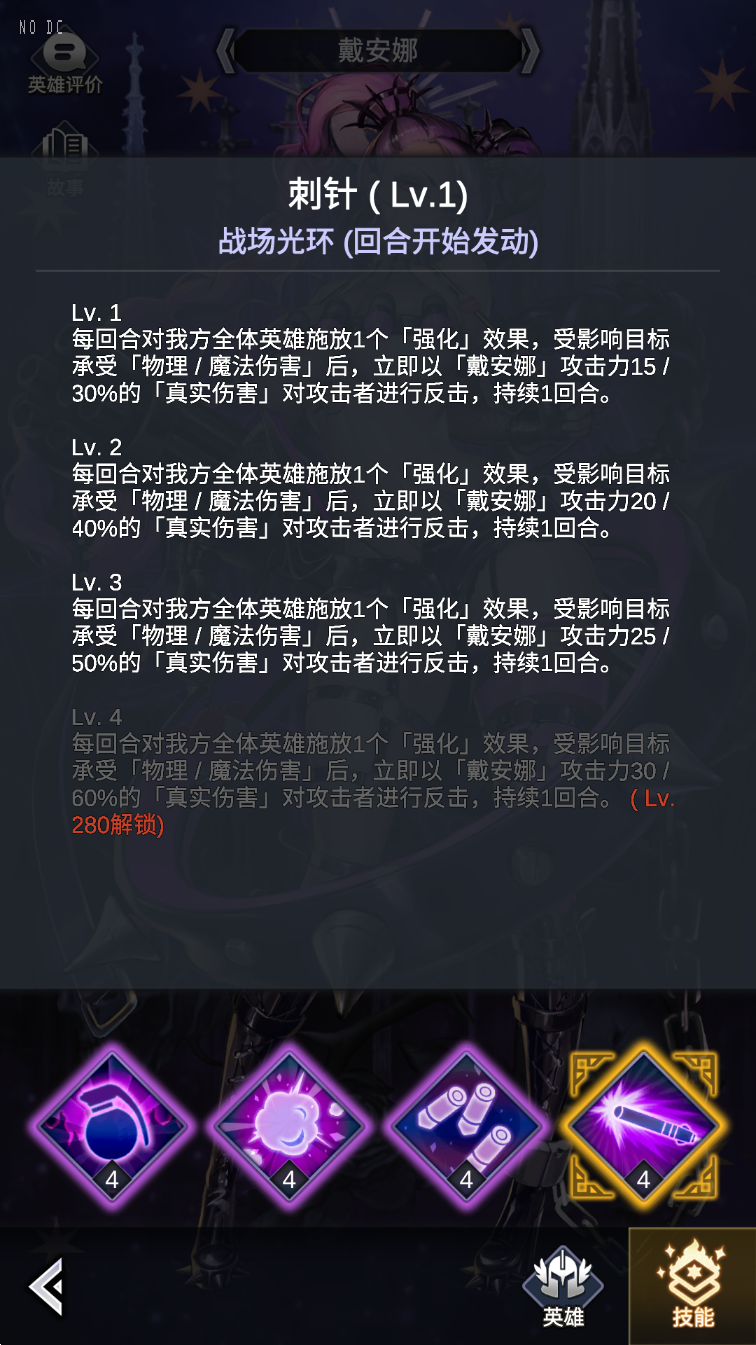 NO DC
戴安娜
英雄评价
故事
刺针 ( Lv.1)
战场光环 (回合开始发动)
Lv. 1
每回合对我方全体英雄施放1个「强化」效果，受影响目标
承受「物理 / 魔法伤害」后，立即以「戴安娜」攻击力15 /
30%的「真实伤害」对攻击者进行反击，持续1回合。
Lv. 2
每回合对我方全体英雄施放1个「强化」效果，受影响目标
承受「物理 / 魔法伤害」后，立即以「戴安娜」攻击力20 /
40%的「真实伤害」对攻击者进行反击，持续1回合。
Lv. 3
每回合对我方全体英雄施放1个「强化」效果，受影响目标
承受「物理 / 魔法伤害」后，立即以「戴安娜」攻击力25 /
50%的「真实伤害」对攻击者进行反击，持续1回合。
Lv. 4
每回合对我方全体英雄施放1个「强化」效果，受影响目标
承受「物理 / 魔法伤害」后，立即以「戴安娜」攻击力30 /
60%的「真实伤害」对攻击者进行反击，持续1回合。 ( Lv.
280解锁)
4 4 4 4
英雄 技能